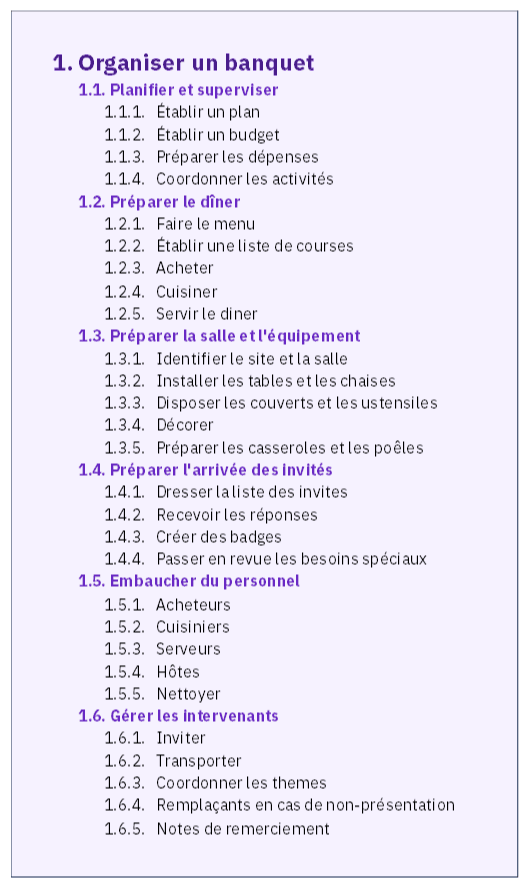 1. Organiser un banquet
1.1. Planifier et superviser
1.1.1. Établir un plan
1.1.2. Établir un budget
1.1.3. Préparer les dépenses
1.1.4. Coordonner les activités
1.2. Préparer le dîner
1.2.1. Faire le menu
1.2.2. Établir une liste de courses
1.2.3. Acheter
1.2.4. Cuisiner
1.2.5. Servir le diner
1.3. Préparer la salle et l'équipement
1.3.1. Identifier le site et la salle
1.3.2. Installer les tables et les chaises
1.3.3. Disposer les couverts et les ustensiles
1.3.4. Décorer
1.3.5. Préparer les casseroles et les poêles
1.4. Préparer l'arrivée des invités
1.4.1. Dresser la liste des invites
1.4.2. Recevoir les réponses
1.4.3. Créer des badges
1.4.4. Passer en revue les besoins spéciaux
1.5. Embaucher du personnel
1.5.1. Acheteurs
1.5.2. Cuisiniers
1.5.3. Serveurs
1.5.4. Hôtes
1.5.5. Nettoyer
1.6. Gérer les intervenants
1.6.1. Inviter
1.6.2. Transporter
1.6.3. Coordonner les themes
1.6.4. Remplaçants en cas de non-présentation
1.6.5. Notes de remerciement